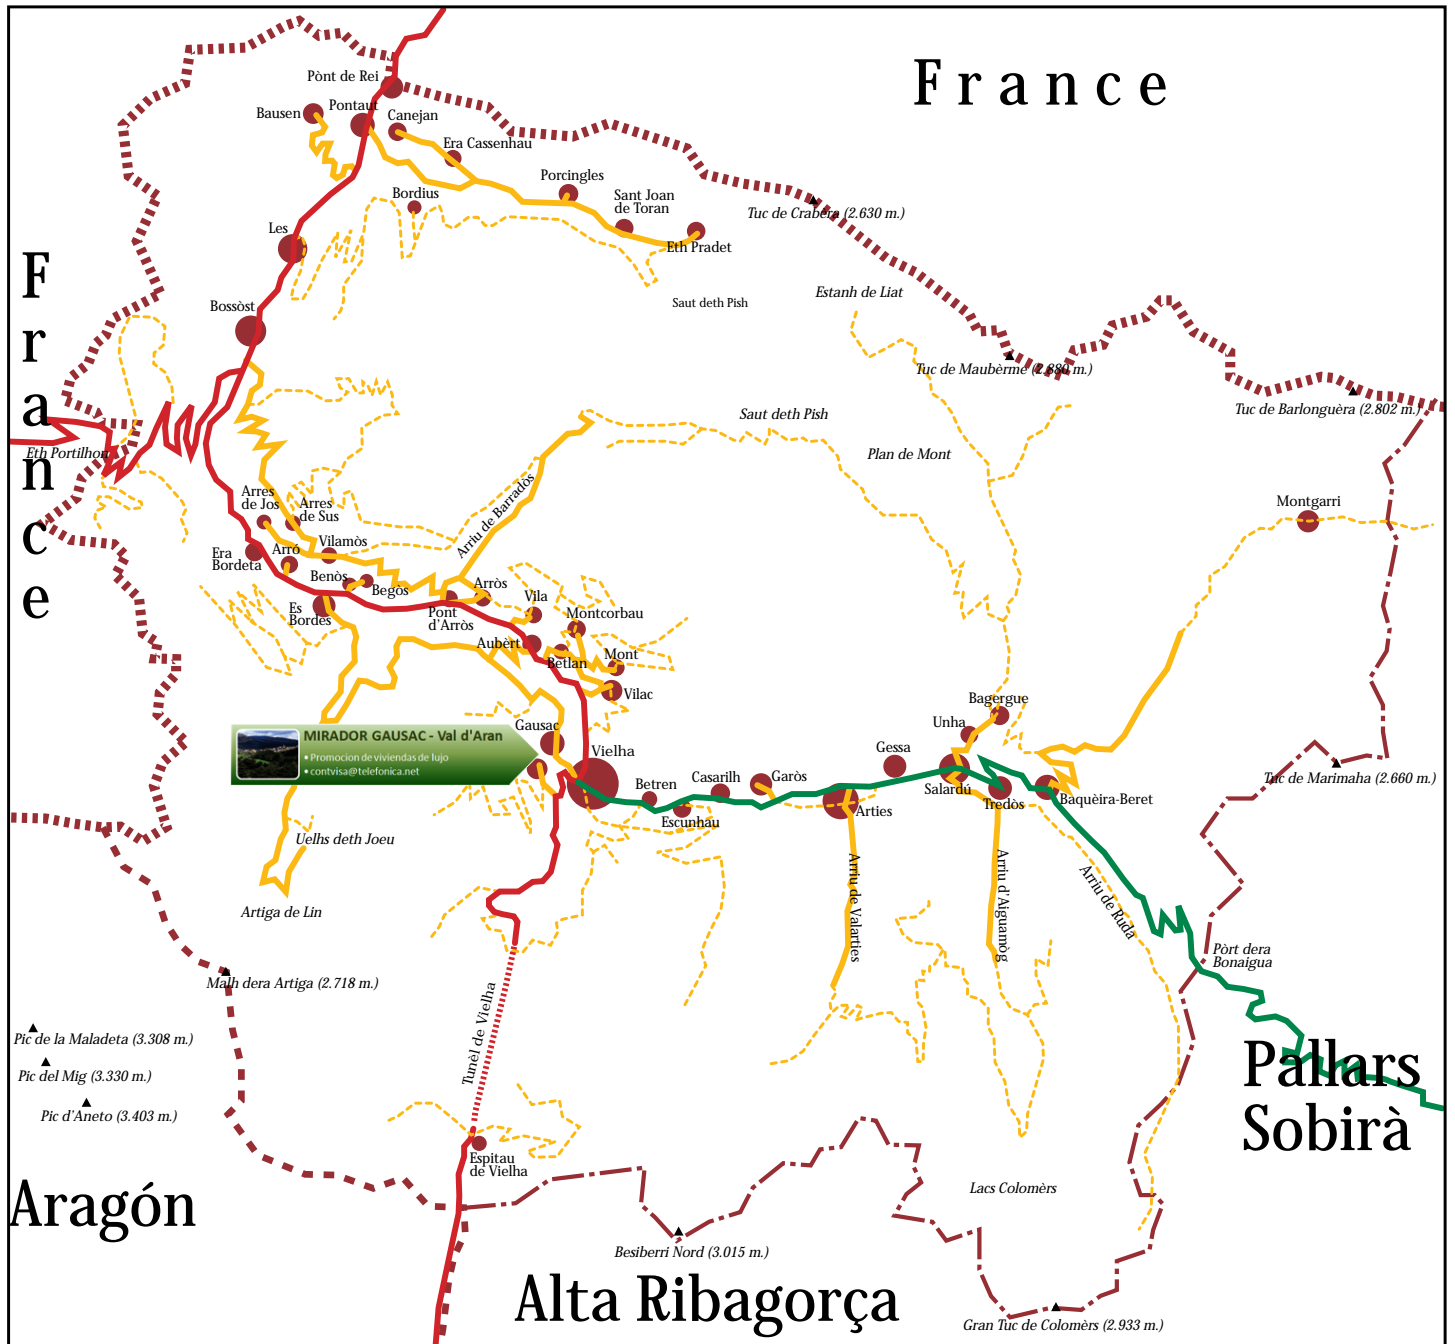 France
Pònt de Rei
Bausen
Pontaut
Canejan
Era Cassenhau
Porcingles
Bordius
Sant Joan
de Toran
Eth Pradet
Tuc de Crabèra (2.630 m.)
Les
France
Saut deth Pish
Estanh de Liat
Bossòst
Tuc de Maubèrme (2.880 m.)
Tuc de Barlonguèra (2.802 m.)
Saut deth Pish
Eth Portilhon
Plan de Mont
Arriu de Barradòs
Montgarri
Arres
de Jos
Arres
de Sus
Era
Bordeta
Arró
Vilamòs
Benòs
Begòs
Es
Bordes
Pont
d'Arròs
Arròs
Vila
Montcorbau
Aubèrt
Betlan
Mont
Vilac
Bagergue
Unha
MIRADOR GAUSAC - Val d'Aran
• Promocion de viviendas de lujo
• contvisa@telefonica.net
Gausac
Vielha
Gessa
Betren
Casarilh
Garòs
Escunhau
Arties
Salardú
Tredòs
Baquèira-Beret
Tuc de Marimaha (2.660 m.)
Uelhs deth Joeu
Artiga de Lin
Arriu de Valarties
Arriu d'Aiguamòg
Arriu de Ruda
Pòrt dera
Bonaigua
Malh dera Artiga (2.718 m.)
Pic de la Maladeta (3.308 m.)
Pic del Mig (3.330 m.)
Pic d'Aneto (3.403 m.)
Tunèl de Vielha
Pallars
Sobirà
Espitau
de Vielha
Aragón
Lacs Colomèrs
Besiberri Nord (3.015 m.)
Alta Ribagorça
Gran Tuc de Colomèrs (2.933 m.)